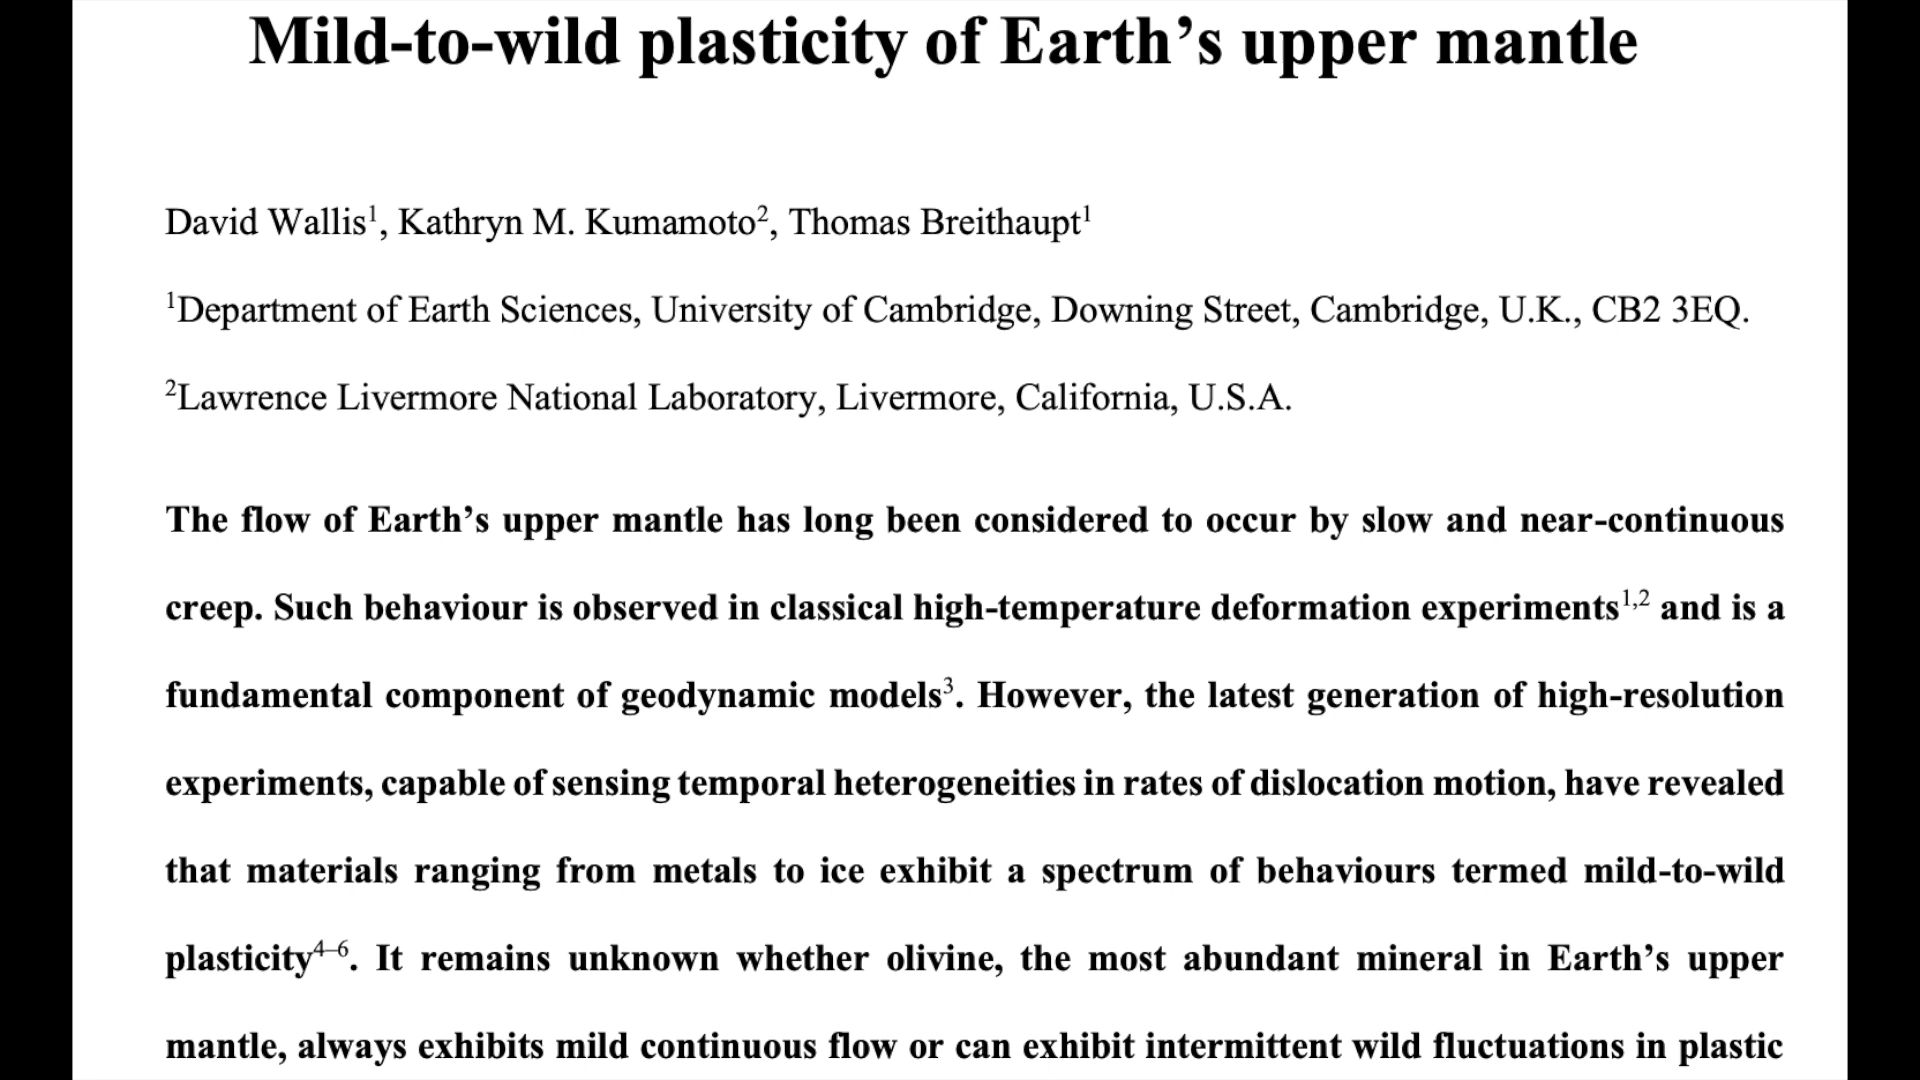 Mild-to-wild plasticity of Earth’s upper mantle
David Wallis¹, Kathryn M. Kumamoto², Thomas Breithaupt¹
¹Department of Earth Sciences, University of Cambridge, Downing Street, Cambridge, U.K., CB2 3EQ.
²Lawrence Livermore National Laboratory, Livermore, California, U.S.A.
The flow of Earth’s upper mantle has long been considered to occur by slow and near-continuous
creep. Such behaviour is observed in classical high-temperature deformation experiments¹,² and is a
fundamental component of geodynamic models³. However, the latest generation of high-resolution
experiments, capable of sensing temporal heterogeneities in rates of dislocation motion, have revealed
that materials ranging from metals to ice exhibit a spectrum of behaviours termed mild-to-wild
plasticity⁴–⁶. It remains unknown whether olivine, the most abundant mineral in Earth’s upper
mantle, always exhibits mild continuous flow or can exhibit intermittent wild fluctuations in plastic